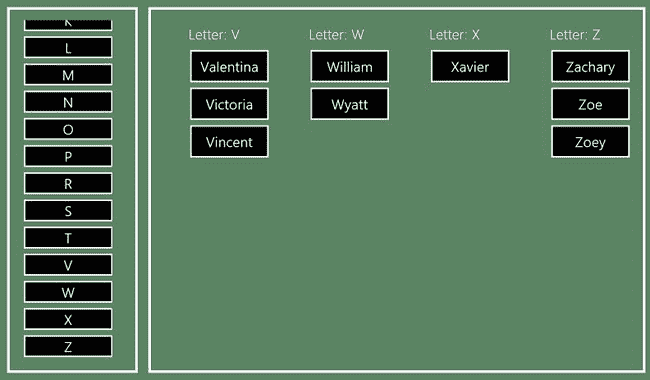 K
L
M
N
O
P
R
S
T
V
W
X
Z
Letter: V
Valentina
Victoria
Vincent
Letter: W
William
Wyatt
Letter: X
Xavier
Letter: Z
Zachary
Zoe
Zoey